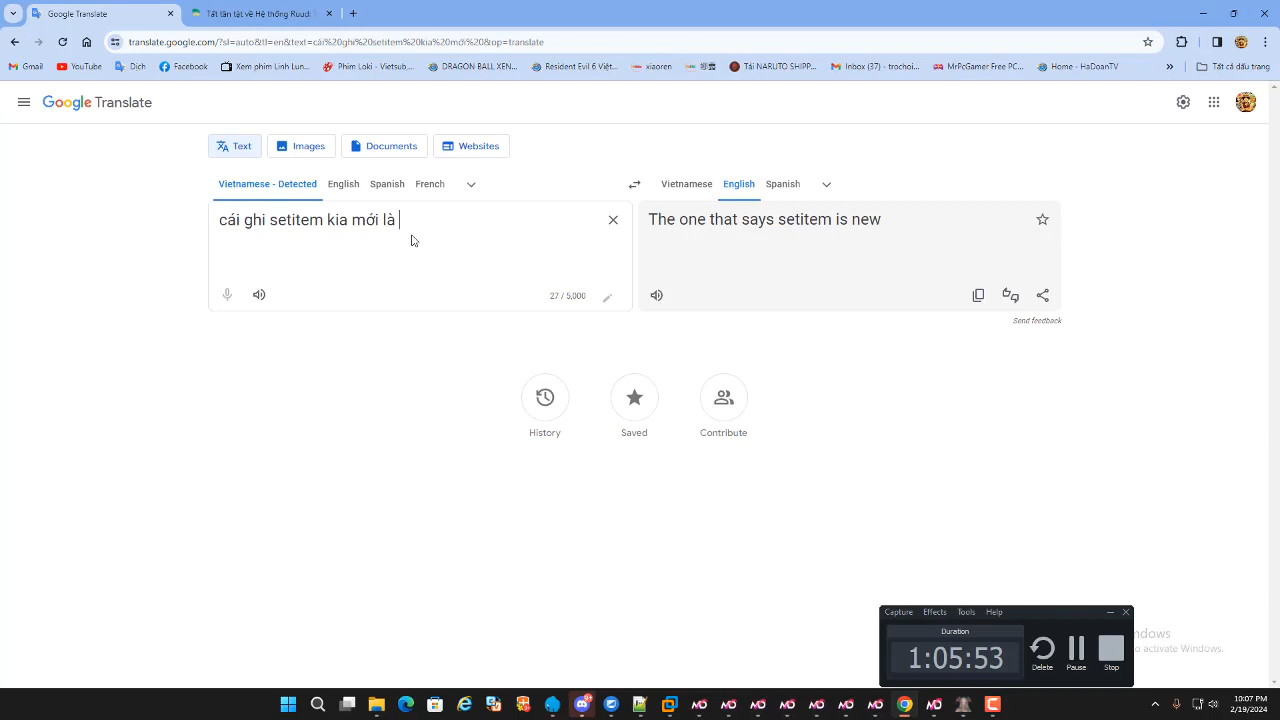 Google Translate
Tất tần tật về Hệ thống Ruud: T
translate.google.com/?sl=auto&tl=en&text=cái%20ghi%20setitem%20kia%20mới%20là%20&op=translate
Gmail
YouTube
Dịch
Facebook
Xem phim Linh Lun...
Phim Loki - Vietsub,...
DRAGON BALL XEN...
Resident Evil 6 Việt...
xiaoren
Tải NARUTO SHIPP...
Inbox (37) - trochoi...
MrPcGamer Free PC...
Home - HaDoanTV
»
Tất cả dấu trang
Google Translate
Text
Images
Documents
Websites
Vietnamese - Detected
English
Spanish
French
Vietnamese
English
Spanish
cái ghi setitem kia mới là
The one that says setitem is new
27 / 5,000
Send feedback
History
Saved
Contribute
Capture
Effects
Tools
Help
Duration
1:05:53
Delete
Pause
Stop
ndows
o activate Windows.
10:07 PM
2/19/2024